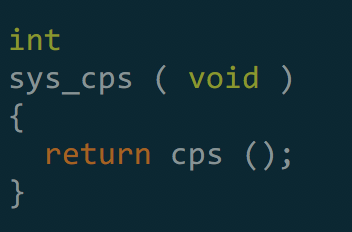 int
sys_cps ( void )
{
  return cps ();
}